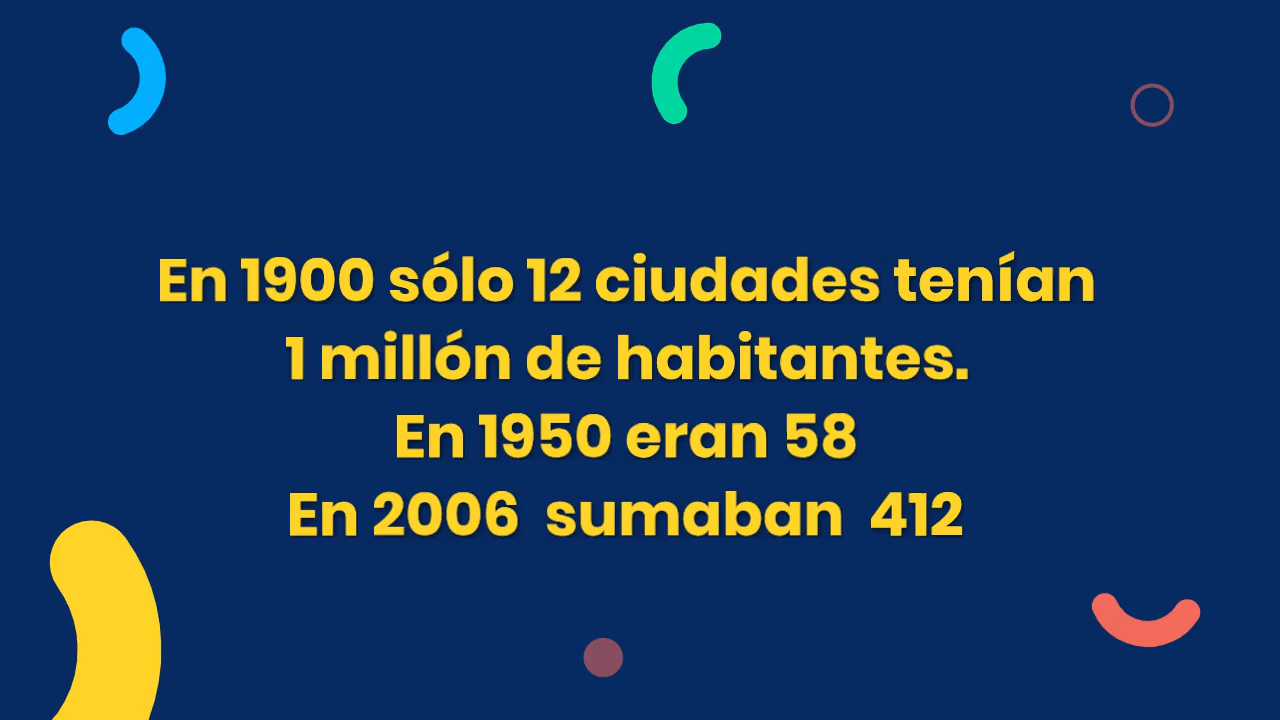 En 1900 sólo 12 ciudades tenían
1 millón de habitantes.
En 1950 eran 58
En 2006 sumaban 412